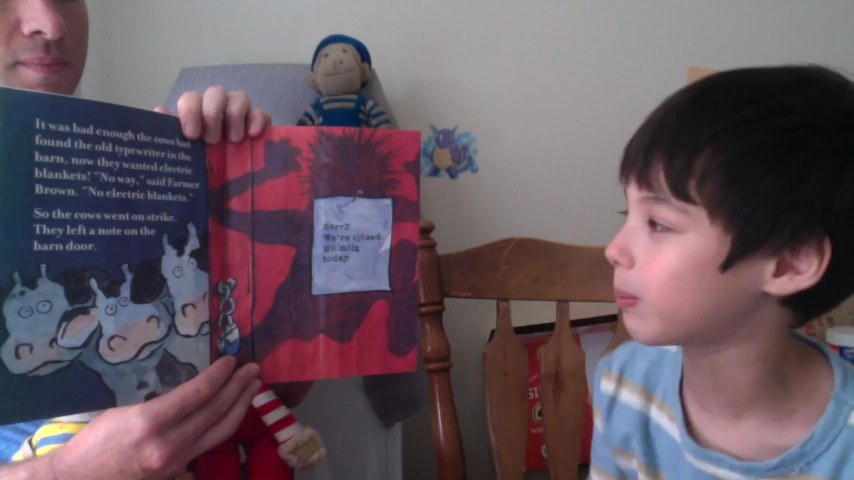 It was bad enough the cows had
found the old typewriter in the
barn, now they wanted electric
blankets! "No way," said Farmer
Brown. "No electric blankets."
So the cows went on strike.
They left a note on the
barn door.
Sorry.
We're closed.
No milk
today.